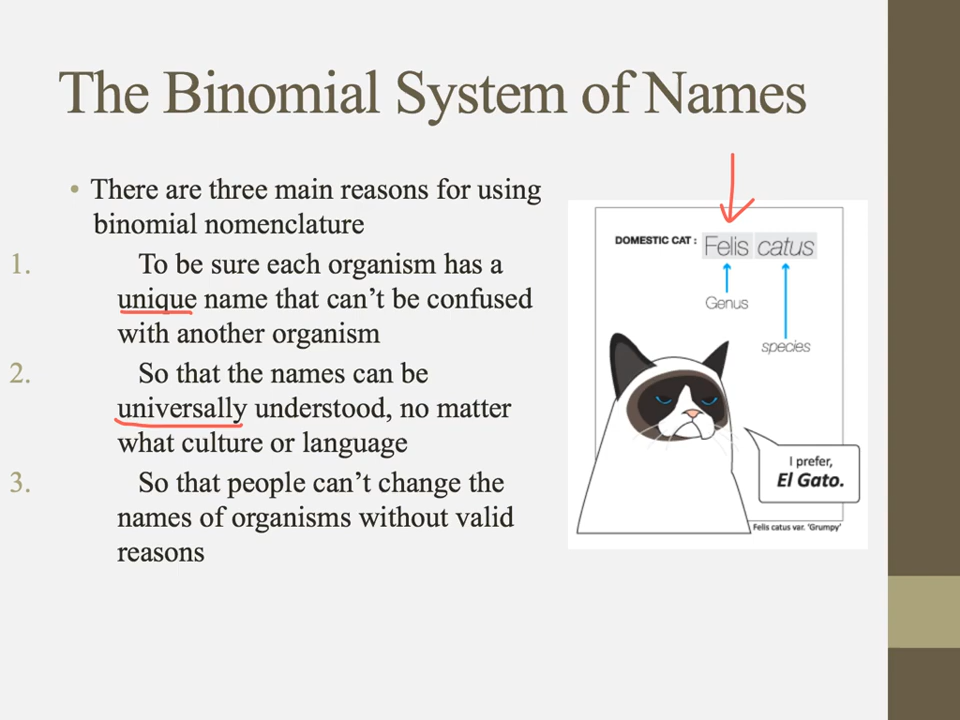 The Binomial System of Names
• There are three main reasons for using
binomial nomenclature
1. To be sure each organism has a
unique name that can’t be confused
with another organism
2. So that the names can be
universally understood, no matter
what culture or language
3. So that people can’t change the
names of organisms without valid
reasons
DOMESTIC CAT : Felis catus
Genus
species
I prefer,
El Gato.
Felis catus var. ‘Grumpy’